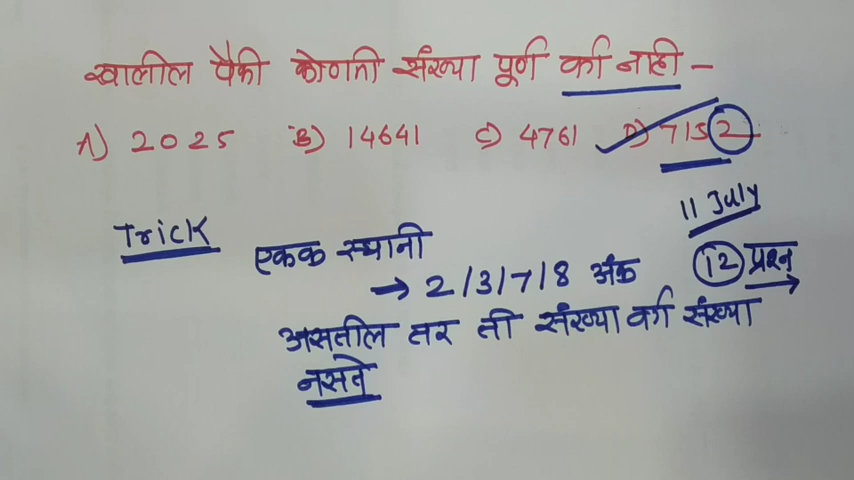 खालील पैकी कोणती संख्या पूर्ण वर्ग नाही -
A) 2025 B) 14641 C) 4761 D) 7152
11 July
Trick
एकक स्थानी
12 प्रश्न
→ 2/3/7/8 अंक
असतील तर ती संख्या वर्ग संख्या
नसते